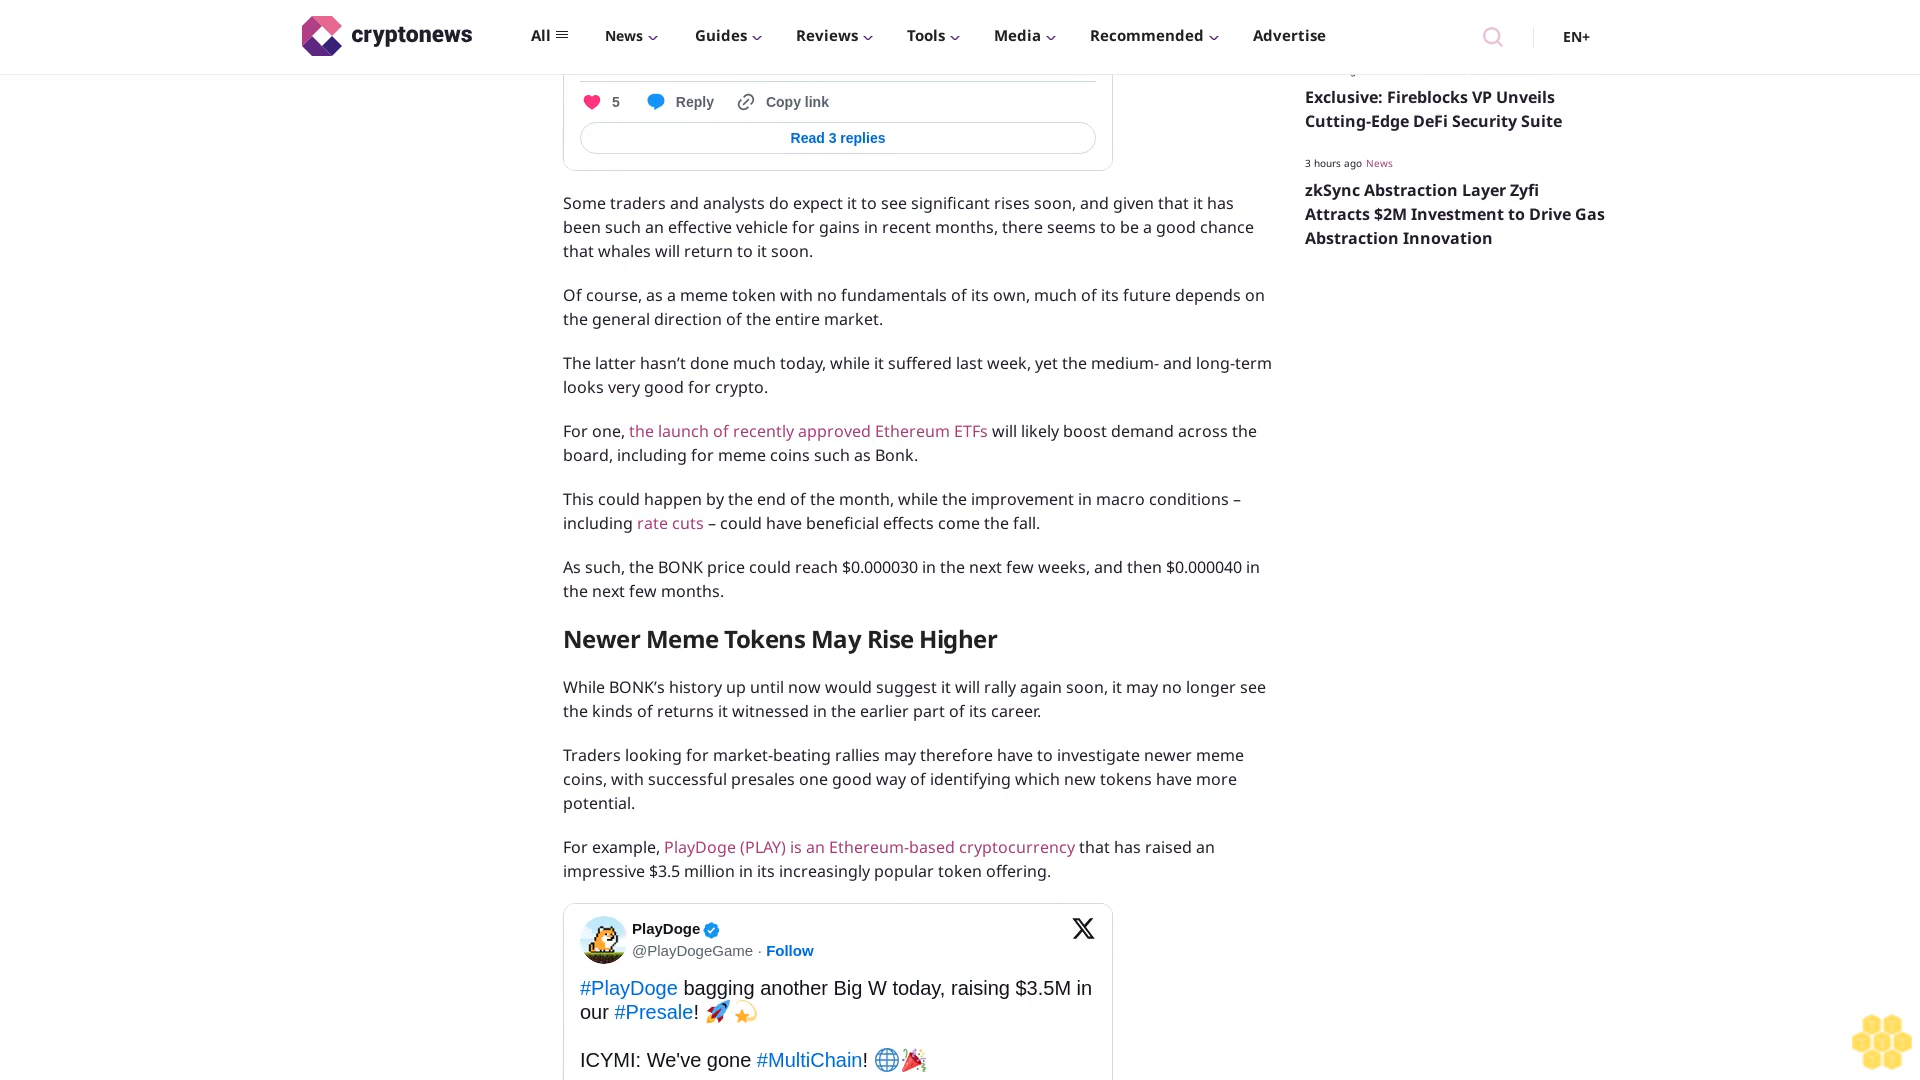 cryptonews
All
News
Guides
Reviews
Tools
Media
Recommended
Advertise
EN+
5
Reply
Copy link
Read 3 replies
Some traders and analysts do expect it to see significant rises soon, and given that it has
been such an effective vehicle for gains in recent months, there seems to be a good chance
that whales will return to it soon.
Of course, as a meme token with no fundamentals of its own, much of its future depends on
the general direction of the entire market.
The latter hasn’t done much today, while it suffered last week, yet the medium- and long-term
looks very good for crypto.
For one, the launch of recently approved Ethereum ETFs will likely boost demand across the
board, including for meme coins such as Bonk.
This could happen by the end of the month, while the improvement in macro conditions –
including rate cuts – could have beneficial effects come the fall.
As such, the BONK price could reach $0.000030 in the next few weeks, and then $0.000040 in
the next few months.
Newer Meme Tokens May Rise Higher
While BONK’s history up until now would suggest it will rally again soon, it may no longer see
the kinds of returns it witnessed in the earlier part of its career.
Traders looking for market-beating rallies may therefore have to investigate newer meme
coins, with successful presales one good way of identifying which new tokens have more
potential.
For example, PlayDoge (PLAY) is an Ethereum-based cryptocurrency that has raised an
impressive $3.5 million in its increasingly popular token offering.
PlayDoge
@PlayDogeGame · Follow
#PlayDoge bagging another Big W today, raising $3.5M in
our #Presale! 🚀💫
ICYMI: We've gone #MultiChain! 🌐🎉
Exclusive: Fireblocks VP Unveils
Cutting-Edge DeFi Security Suite
3 hours ago News
zkSync Abstraction Layer Zyfi
Attracts $2M Investment to Drive Gas
Abstraction Innovation